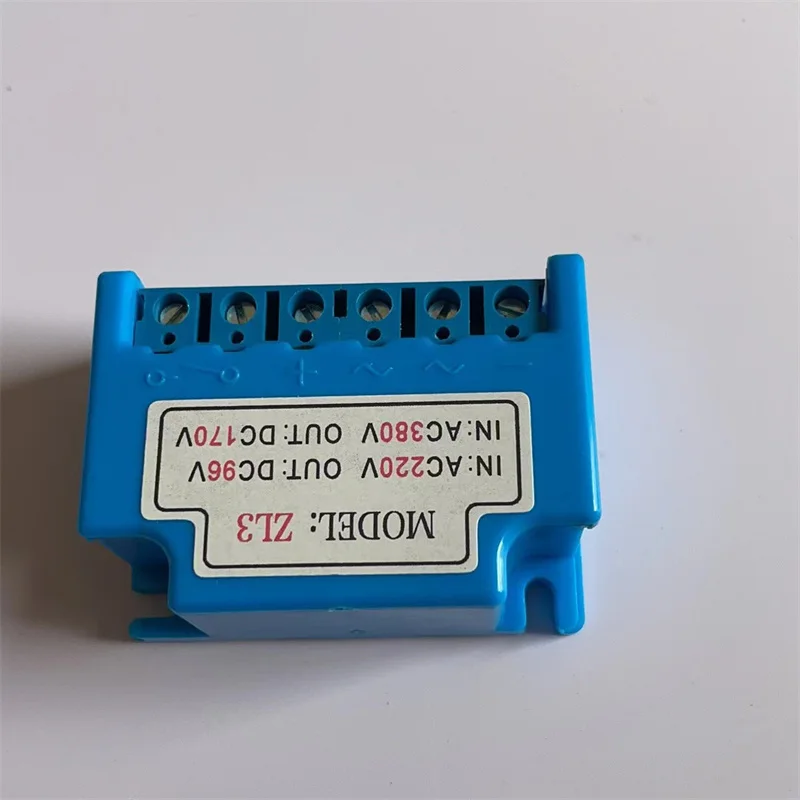 MODEL: ZL3
IN:AC220V OUT:DC96V
IN:AC380V OUT:DC170V
− ~ ~ +